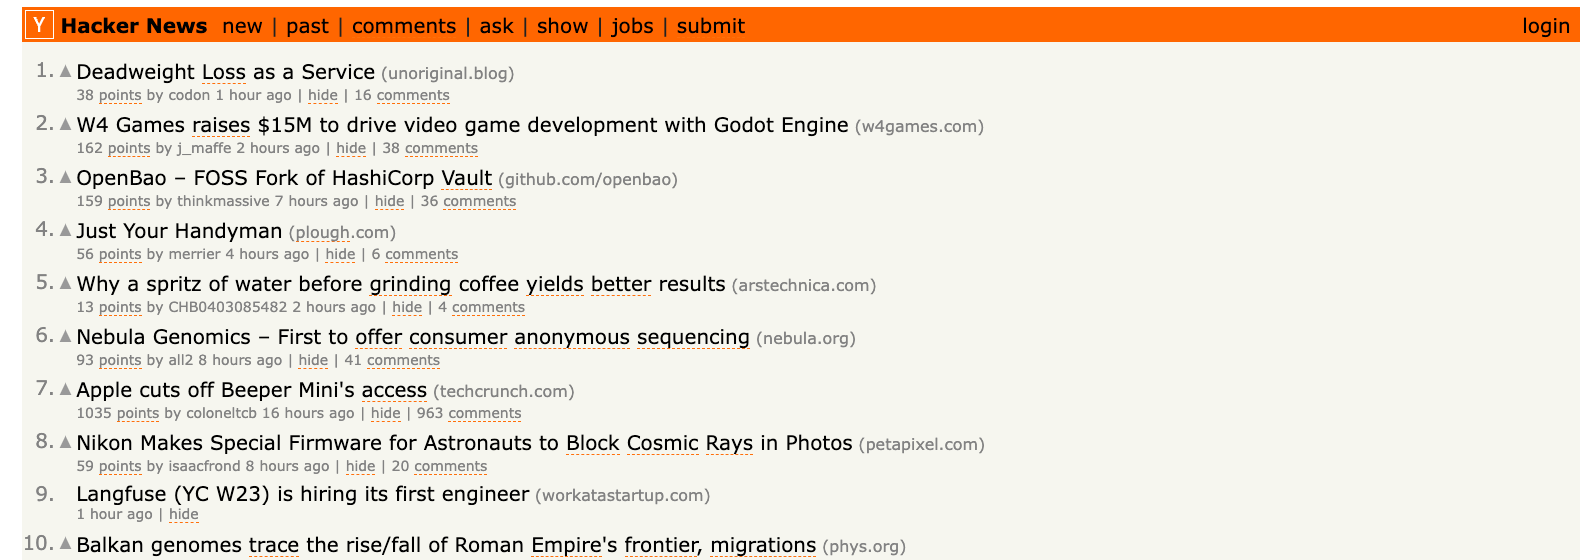 Y Hacker News new | past | comments | ask | show | jobs | submit login
1. ▲ Deadweight Loss as a Service (unoriginal.blog)
38 points by codon 1 hour ago | hide | 16 comments
2. ▲ W4 Games raises $15M to drive video game development with Godot Engine (w4games.com)
162 points by j_maffe 2 hours ago | hide | 38 comments
3. ▲ OpenBao – FOSS Fork of HashiCorp Vault (github.com/openbao)
159 points by thinkmassive 7 hours ago | hide | 36 comments
4. ▲ Just Your Handyman (plough.com)
56 points by merrier 4 hours ago | hide | 6 comments
5. ▲ Why a spritz of water before grinding coffee yields better results (arstechnica.com)
13 points by CHB0403085482 2 hours ago | hide | 4 comments
6. ▲ Nebula Genomics – First to offer consumer anonymous sequencing (nebula.org)
93 points by all2 8 hours ago | hide | 41 comments
7. ▲ Apple cuts off Beeper Mini's access (techcrunch.com)
1035 points by coloneltcb 16 hours ago | hide | 963 comments
8. ▲ Nikon Makes Special Firmware for Astronauts to Block Cosmic Rays in Photos (petapixel.com)
59 points by isaacfrond 8 hours ago | hide | 20 comments
9. Langfuse (YC W23) is hiring its first engineer (workatastartup.com)
1 hour ago | hide
10. ▲ Balkan genomes trace the rise/fall of Roman Empire's frontier, migrations (phys.org)